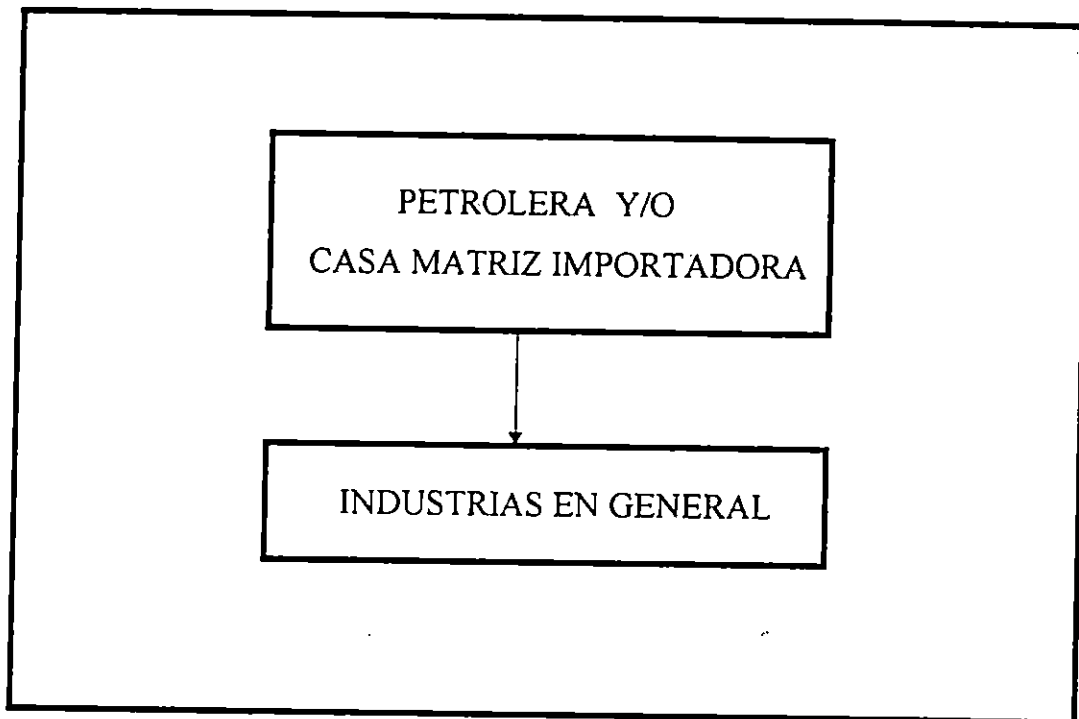 PETROLERA Y/O
CASA MATRIZ IMPORTADORA
INDUSTRIAS EN GENERAL